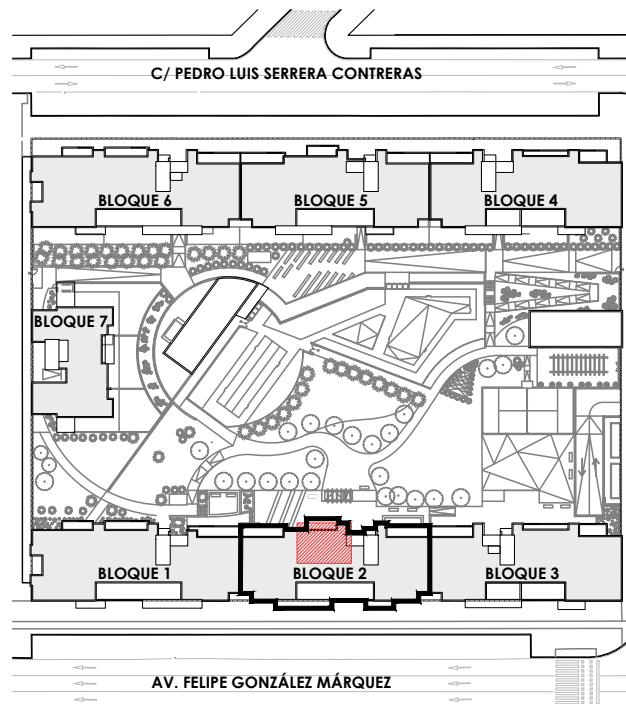 C/ PEDRO LUIS SERRERA CONTRERAS
BLOQUE 6
BLOQUE 5
BLOQUE 4
BLOQUE 7
BLOQUE 1
BLOQUE 2
BLOQUE 3
AV. FELIPE GONZÁLEZ MÁRQUEZ